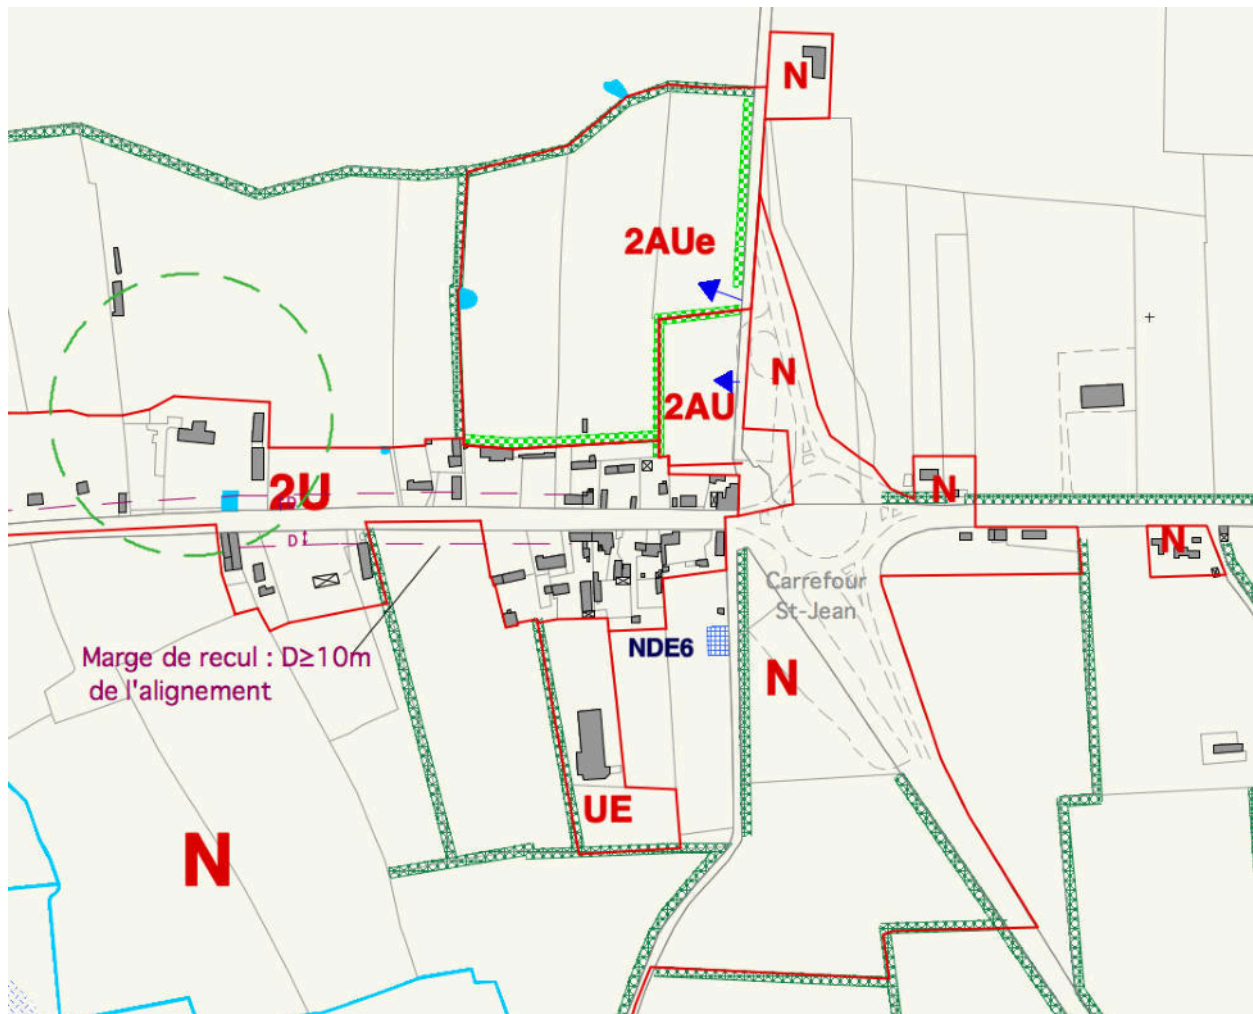 N
2AUe
N
2AU
2U
N
D
D
N
Carrefour
St-Jean
NDE6
Marge de recul : D≥10m
de l'alignement
N
UE
N